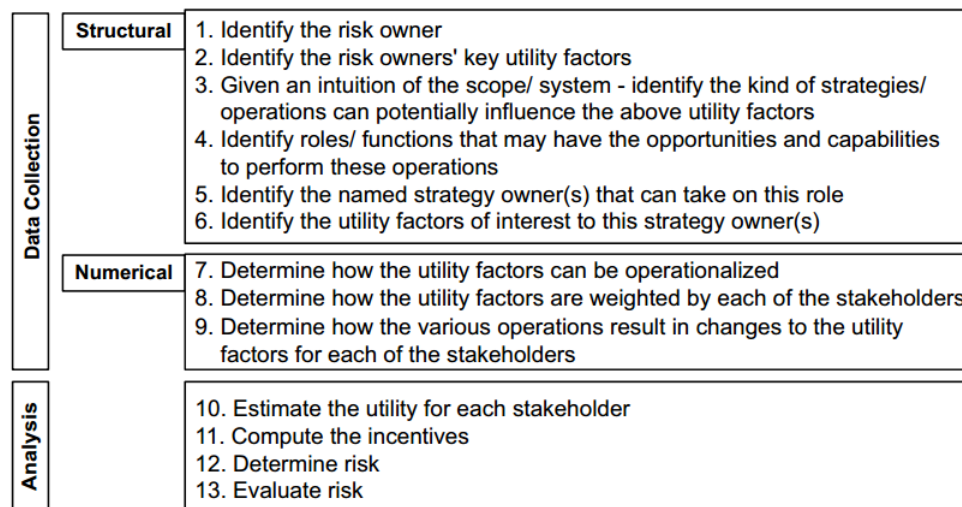 Data Collection
Structural
1. Identify the risk owner
2. Identify the risk owners' key utility factors
3. Given an intuition of the scope/ system - identify the kind of strategies/
operations can potentially influence the above utility factors
4. Identify roles/ functions that may have the opportunities and capabilities
to perform these operations
5. Identify the named strategy owner(s) that can take on this role
6. Identify the utility factors of interest to this strategy owner(s)
Numerical
7. Determine how the utility factors can be operationalized
8. Determine how the utility factors are weighted by each of the stakeholders
9. Determine how the various operations result in changes to the utility
factors for each of the stakeholders
Analysis
10. Estimate the utility for each stakeholder
11. Compute the incentives
12. Determine risk
13. Evaluate risk